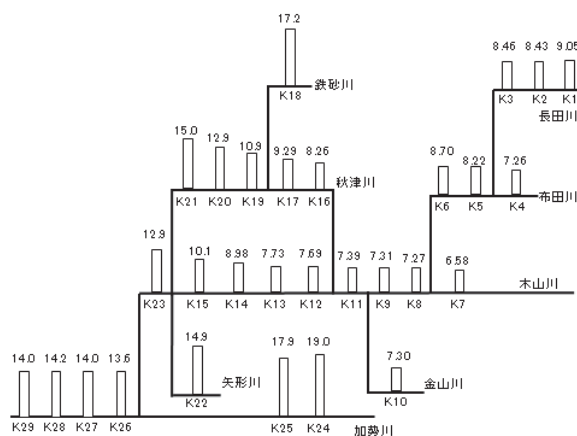 17.2
K18
鉄砂川
8.46 8.43 9.05
K3 K2 K1
長田川
15.0 12.9 10.9 9.29 8.26
K21 K20 K19 K17 K16
秋津川
8.70 8.22 7.26
K6 K5 K4
布田川
12.9 10.1 8.98 7.73 7.69 7.39 7.31 7.27 6.58
K23 K15 K14 K13 K12 K11 K9 K8 K7
木山川
14.9
K22
矢形川
7.30
K10
金山川
14.0 14.2 14.0 13.6 17.9 19.0
K29 K28 K27 K26 K25 K24
加勢川